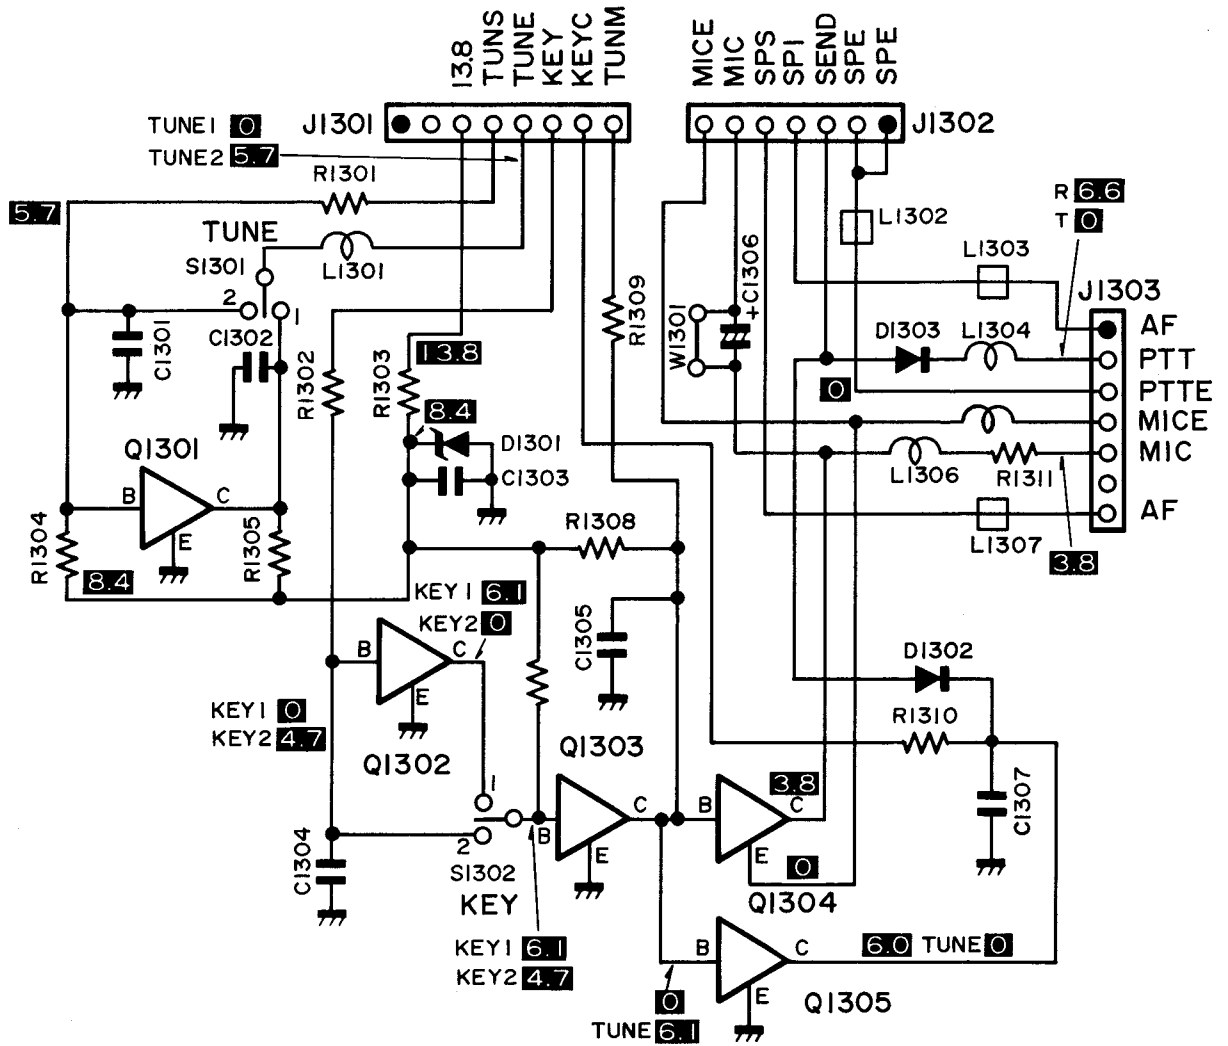 13.8
TUNS
TUNE
KEY
KEYC
TUNM
MICE
MIC
SPS
SPI
SEND
SPE
SPE
TUNE1 0
J1301
J1302
TUNE2 5.7
R1301
5.7
TUNE
S1301
L1301
2
1
C1301
C1302
R1302
R1303
13.8
R1309
W1301
+C1306
L1302
R 6.6
T 0
L1303
J1303
D1303
L1304
0
AF
PTT
PTTE
MICE
MIC
AF
8.4
D1301
C1303
L1306
R1311
L1307
3.8
Q1301
B
C
E
R1304
8.4
R1305
R1308
KEY1 6.1
KEY2 0
C1305
B
C
E
KEY1 0
KEY2 4.7
Q1302
Q1303
D1302
R1310
C1307
1
2
S1302
KEY
C1304
B
C
E
B
3.8
C
E
0
Q1304
KEY1 6.1
KEY2 4.7
B
C
E
6.0 TUNE 0
Q1305
0
TUNE 6.1